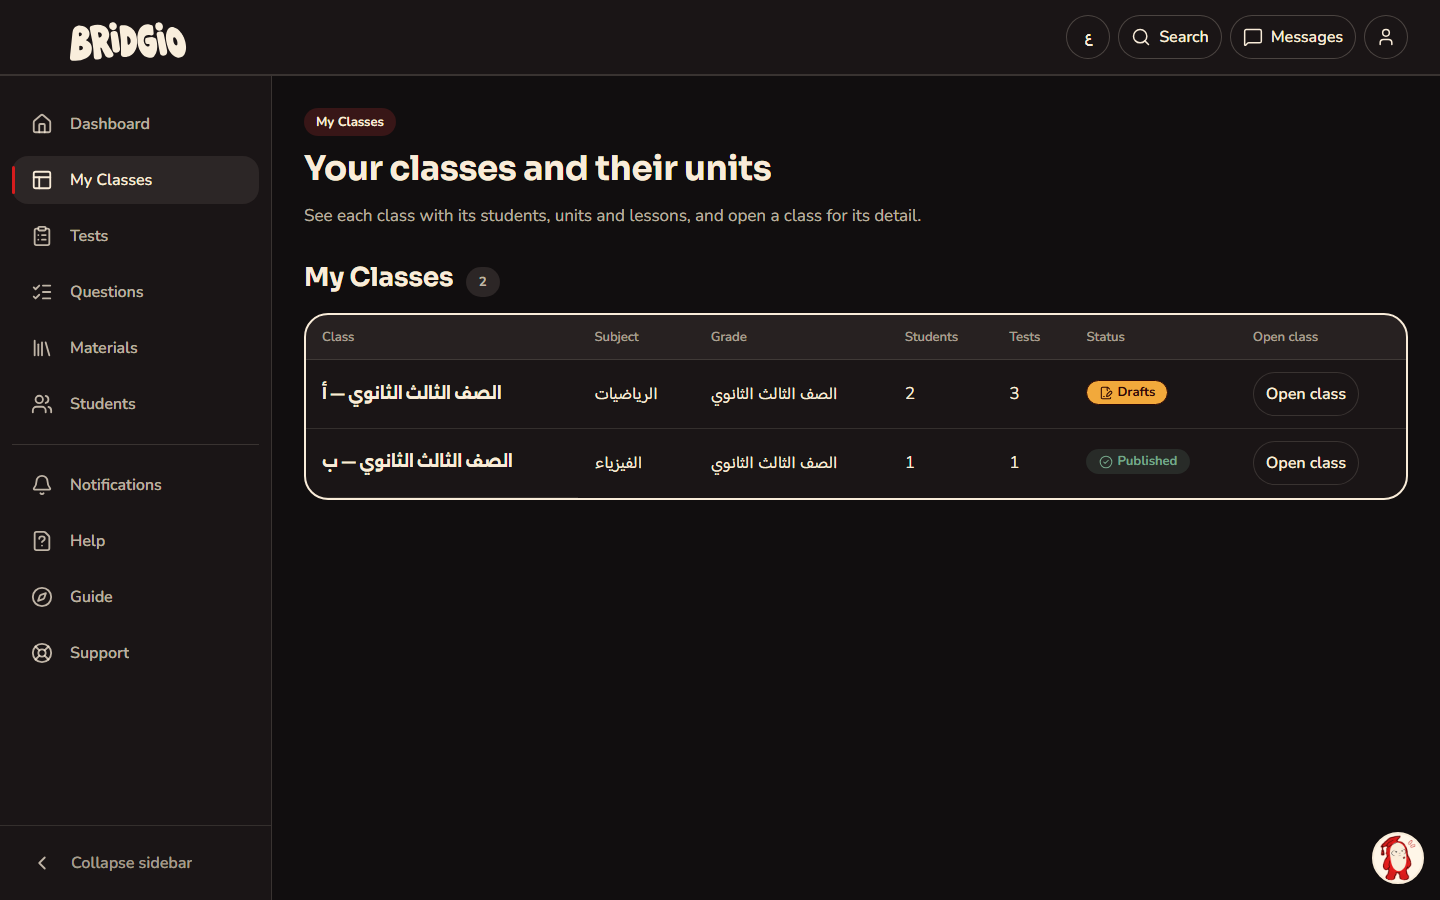 BRIDGIO
ع
Search
Messages
Dashboard
My Classes
Tests
Questions
Materials
Students
Notifications
Help
Guide
Support
Collapse sidebar
My Classes
Your classes and their units
See each class with its students, units and lessons, and open a class for its detail.
My Classes 2
Class Subject Grade Students Tests Status Open class
الصف الثالث الثانوي — أ الرياضيات الصف الثالث الثانوي 2 3 Drafts Open class
الصف الثالث الثانوي — ب الفيزياء الصف الثالث الثانوي 1 1 Published Open class